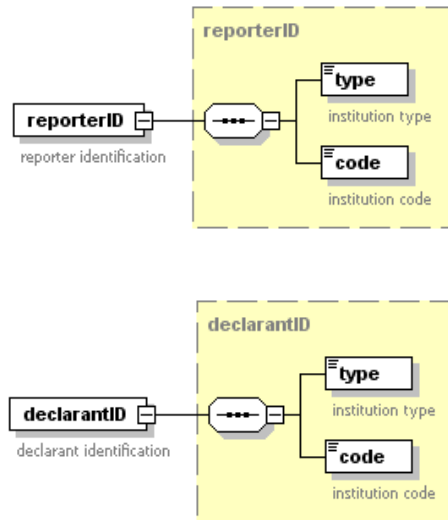 reporterID
type
institution type
reporterID
reporter identification
code
institution code
declarantID
type
institution type
declarantID
declarant identification
code
institution code